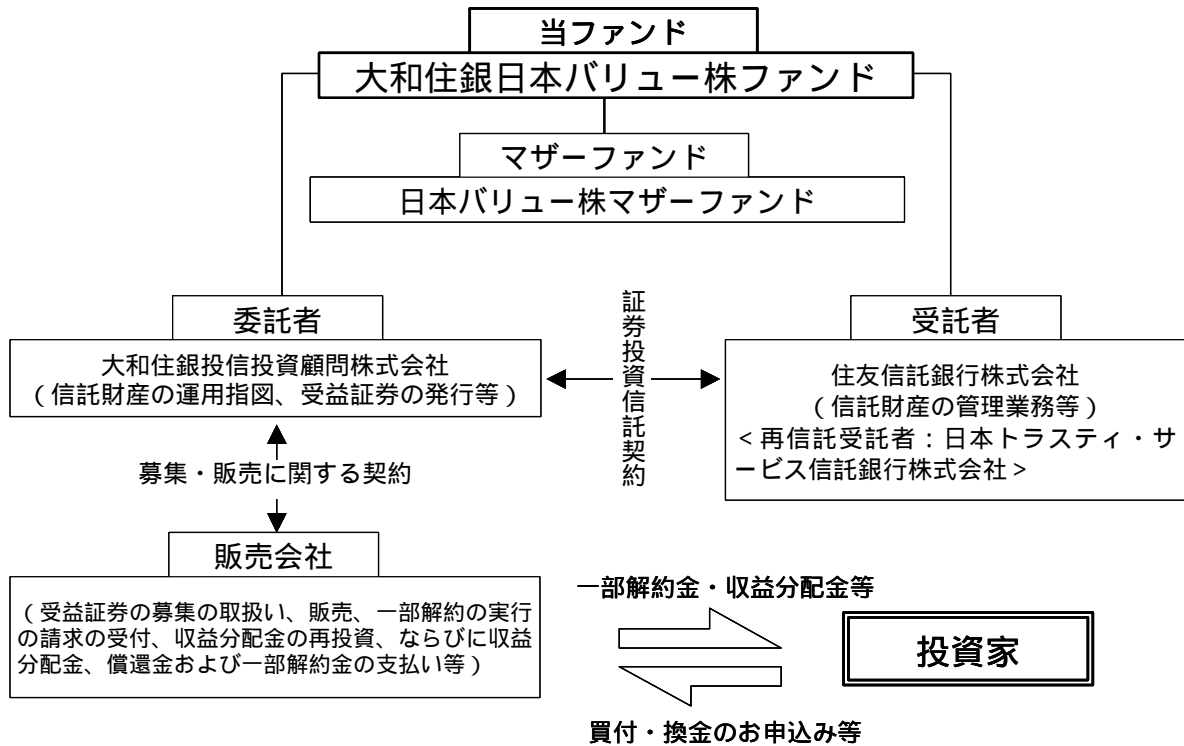 当ファンド
大和住銀日本バリュー株ファンド
マザーファンド
日本バリュー株マザーファンド
委託者
大和住銀投信投資顧問株式会社
（信託財産の運用指図、受益証券の発行等）
証券投資信託契約
受託者
住友信託銀行株式会社
（信託財産の管理業務等）
＜再信託受託者：日本トラスティ・サ
ービス信託銀行株式会社＞
募集・販売に関する契約
販売会社
（受益証券の募集の取扱い、販売、一部解約の実行
の請求の受付、収益分配金の再投資、ならびに収益
分配金、償還金および一部解約金の支払い等）
一部解約金・収益分配金等
投資家
買付・換金のお申込み等